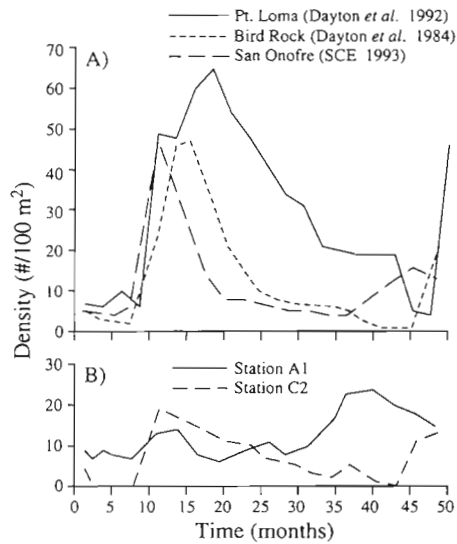 Pt. Loma (Dayton et al. 1992)
Bird Rock (Dayton et al. 1984)
San Onofre (SCE 1993)
A)
70
60
50
40
30
20
10
0
Density (#/100 m²)
B)
Station A1
Station C2
30
20
10
0
0 5 10 15 20 25 30 35 40 45 50
Time (months)